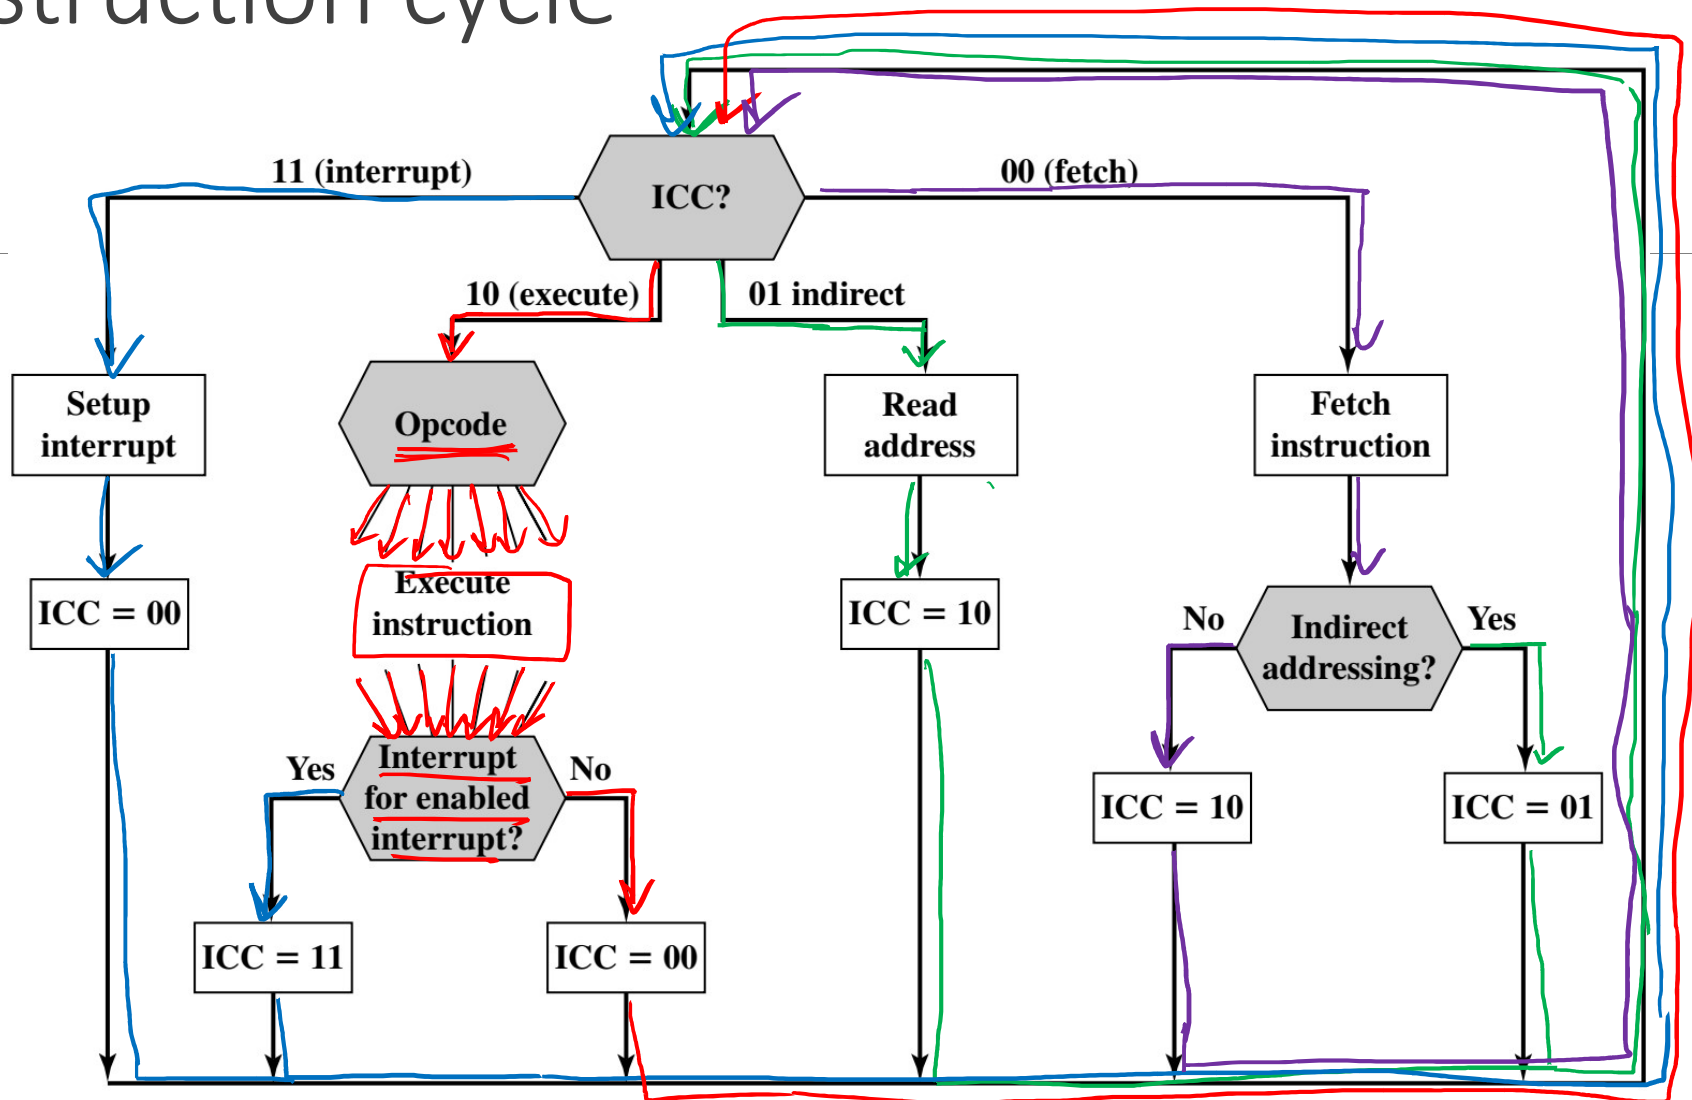 struction cycle
11 (interrupt)
ICC?
00 (fetch)
10 (execute)
01 indirect
Setup
interrupt
Opcode
Read
address
Fetch
instruction
ICC = 00
Execute
instruction
ICC = 10
No
Indirect
addressing?
Yes
Yes
Interrupt
for enabled
interrupt?
No
ICC = 10
ICC = 01
ICC = 11
ICC = 00